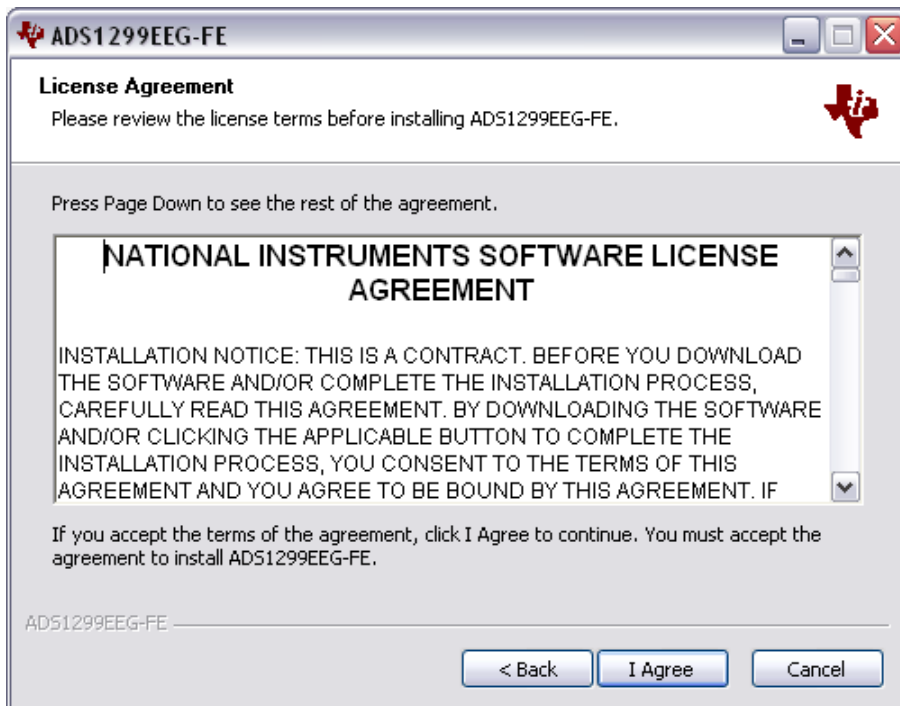 ADS1299EEG-FE
License Agreement
Please review the license terms before installing ADS1299EEG-FE.
Press Page Down to see the rest of the agreement.
NATIONAL INSTRUMENTS SOFTWARE LICENSE
AGREEMENT
INSTALLATION NOTICE: THIS IS A CONTRACT. BEFORE YOU DOWNLOAD
THE SOFTWARE AND/OR COMPLETE THE INSTALLATION PROCESS,
CAREFULLY READ THIS AGREEMENT. BY DOWNLOADING THE SOFTWARE
AND/OR CLICKING THE APPLICABLE BUTTON TO COMPLETE THE
INSTALLATION PROCESS, YOU CONSENT TO THE TERMS OF THIS
AGREEMENT AND YOU AGREE TO BE BOUND BY THIS AGREEMENT. IF
If you accept the terms of the agreement, click I Agree to continue. You must accept the
agreement to install ADS1299EEG-FE.
ADS1299EEG-FE
< Back I Agree Cancel